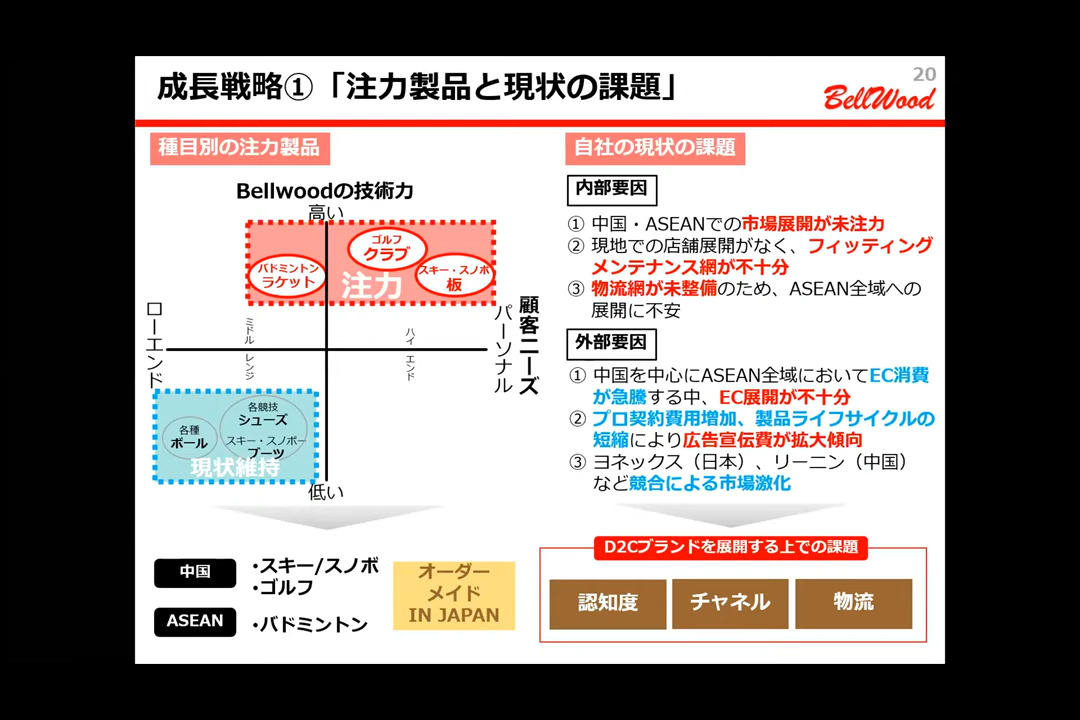 成長戦略①「注力製品と現状の課題」
20
BellWood
種目別の注力製品
Bellwoodの技術力
高い
ゴルフ
クラブ
バドミントン
ラケット
スキー・スノボ
板
注力
ローエンド
ミドルレンジ
ハイエンド
パーソナル
顧客ニーズ
各種
ボール
各競技
シューズ
スキー・スノボー
ブーツ
現状維持
低い
中国
・スキー/スノボ
・ゴルフ
ASEAN
・バドミントン
オーダー
メイド
IN JAPAN
自社の現状の課題
内部要因
① 中国・ASEANでの市場展開が未注力
② 現地での店舗展開がなく、フィッティング
メンテナンス網が不十分
③ 物流網が未整備のため、ASEAN全域への
展開に不安
外部要因
① 中国を中心にASEAN全域においてEC消費
が急騰する中、EC展開が不十分
② プロ契約費用増加、製品ライフサイクルの
短縮により広告宣伝費が拡大傾向
③ ヨネックス（日本）、リーニン（中国）
など競合による市場激化
D2Cブランドを展開する上での課題
認知度
チャネル
物流